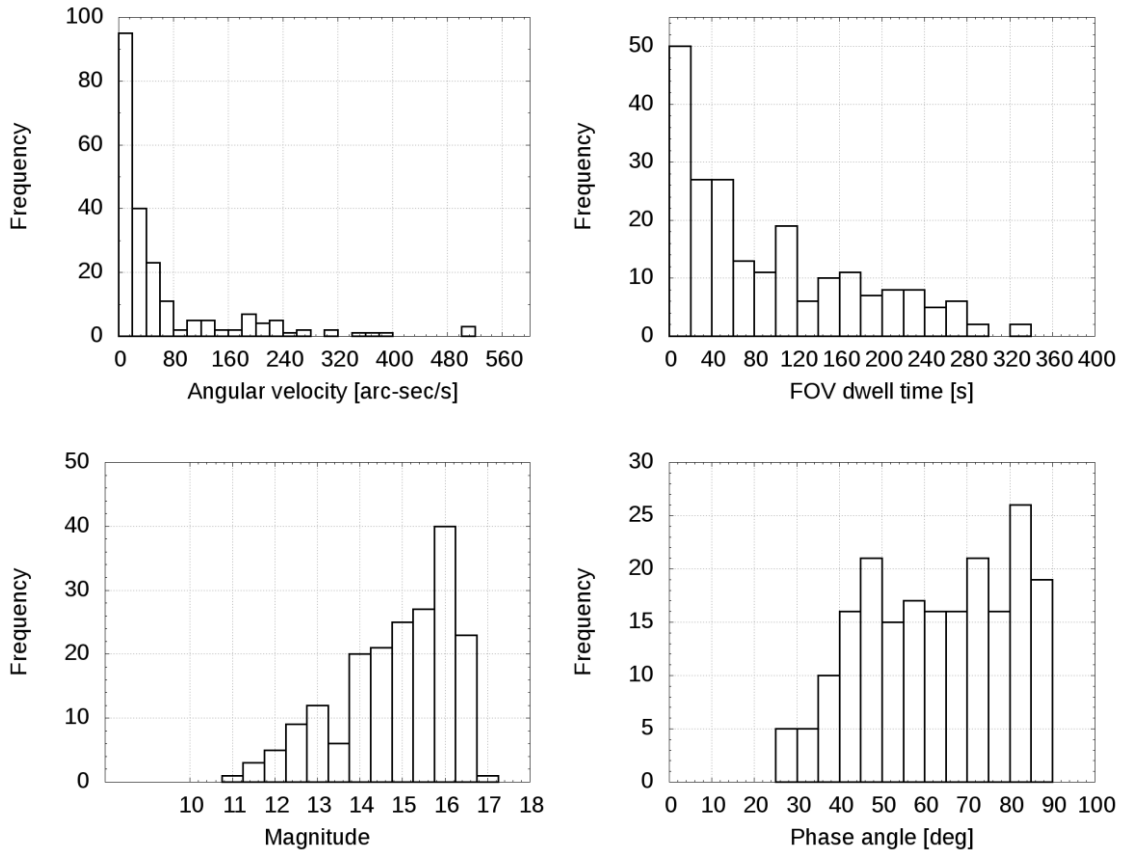 100
80
60
40
20
0
Frequency
0 80 160 240 320 400 480 560
Angular velocity [arc-sec/s]
50
40
30
20
10
0
Frequency
0 40 80 120 160 200 240 280 320 360 400
FOV dwell time [s]
50
40
30
20
10
0
Frequency
10 11 12 13 14 15 16 17 18
Magnitude
30
25
20
15
10
5
0
Frequency
0 10 20 30 40 50 60 70 80 90 100
Phase angle [deg]